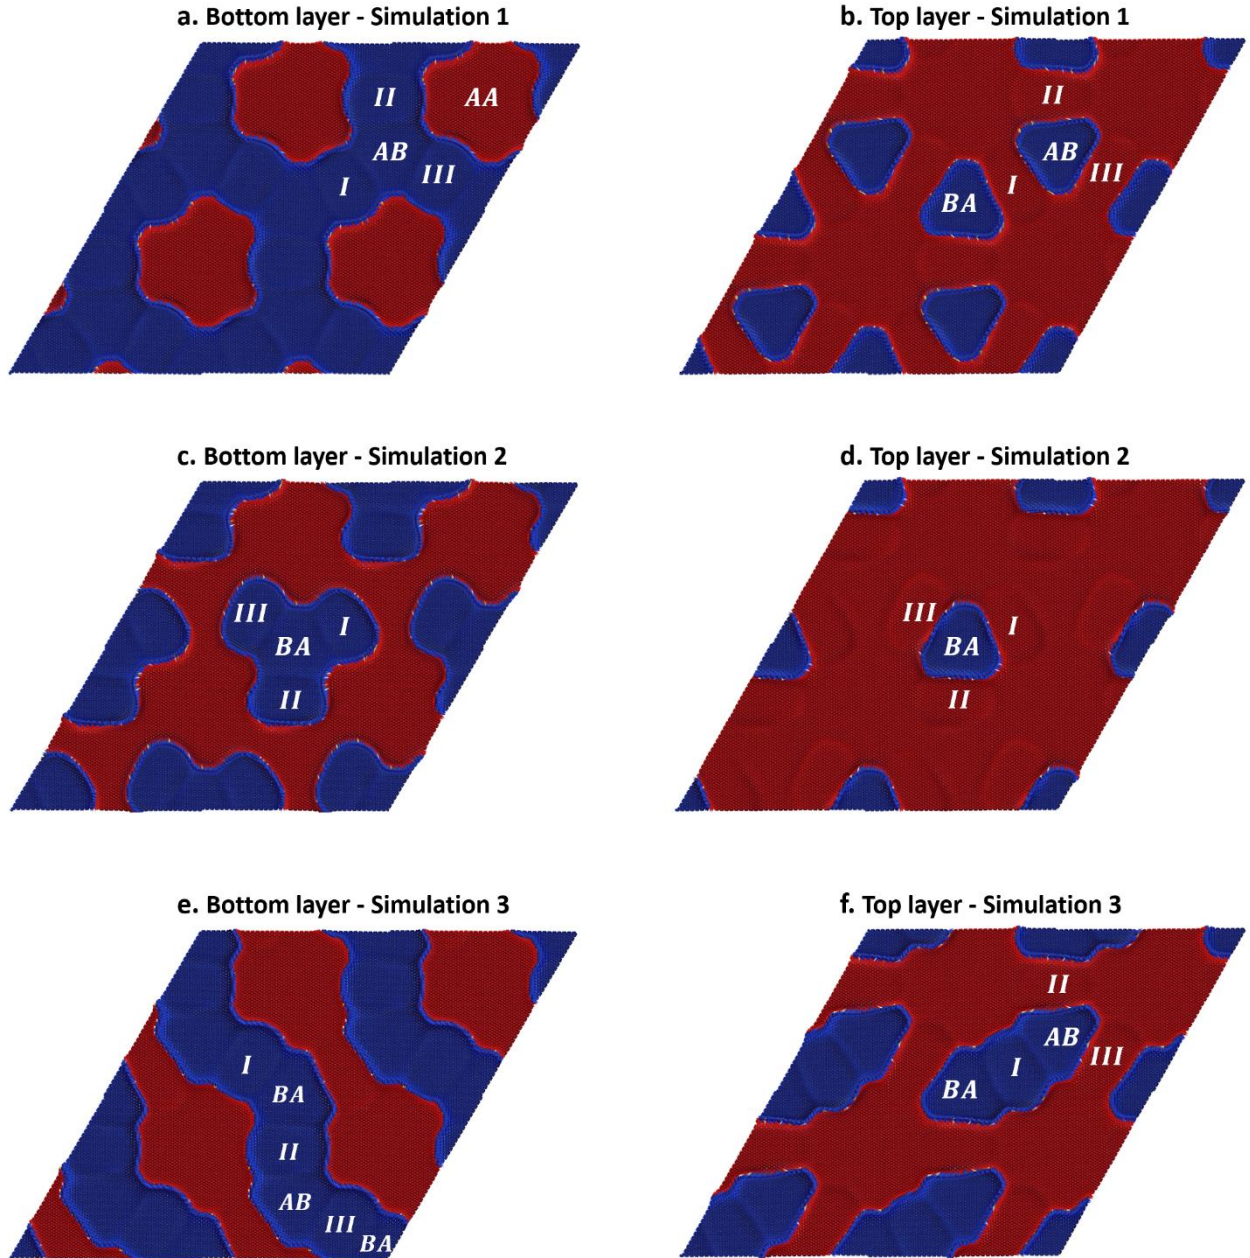 a. Bottom layer - Simulation 1
II
AA
AB
III
I
b. Top layer - Simulation 1
II
AB
III
I
BA
c. Bottom layer - Simulation 2
III
I
BA
II
d. Top layer - Simulation 2
III
I
BA
II
e. Bottom layer - Simulation 3
I
BA
II
AB
III
BA
f. Top layer - Simulation 3
II
AB
III
I
BA